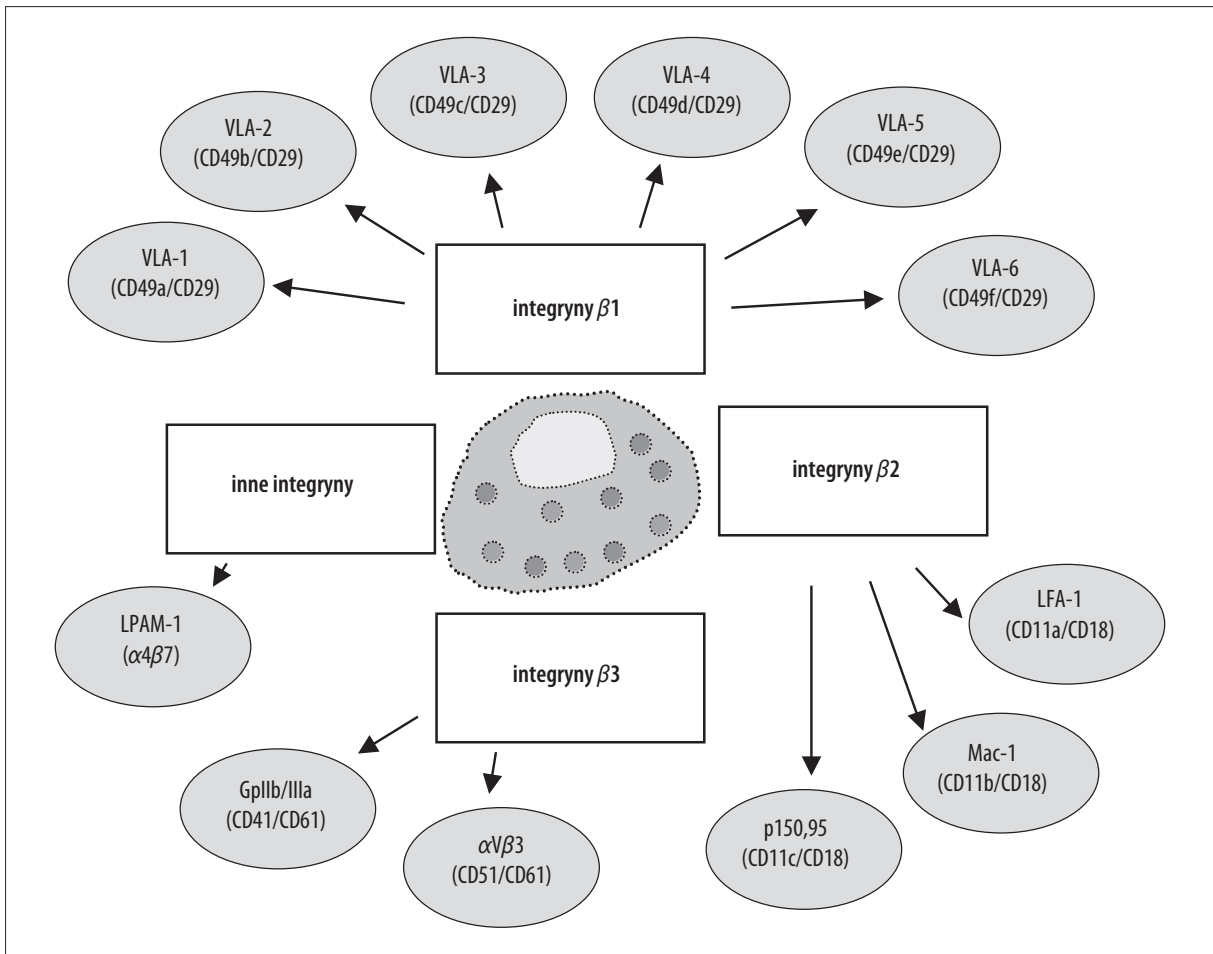 VLA-3
(CD49c/CD29)
VLA-4
(CD49d/CD29)
VLA-2
(CD49b/CD29)
VLA-5
(CD49e/CD29)
VLA-1
(CD49a/CD29)
VLA-6
(CD49f/CD29)
integryny β1
inne integryny
integryny β2
LPAM-1
(α4β7)
integryny β3
LFA-1
(CD11a/CD18)
Mac-1
(CD11b/CD18)
GpIIb/IIIa
(CD41/CD61)
αVβ3
(CD51/CD61)
p150,95
(CD11c/CD18)